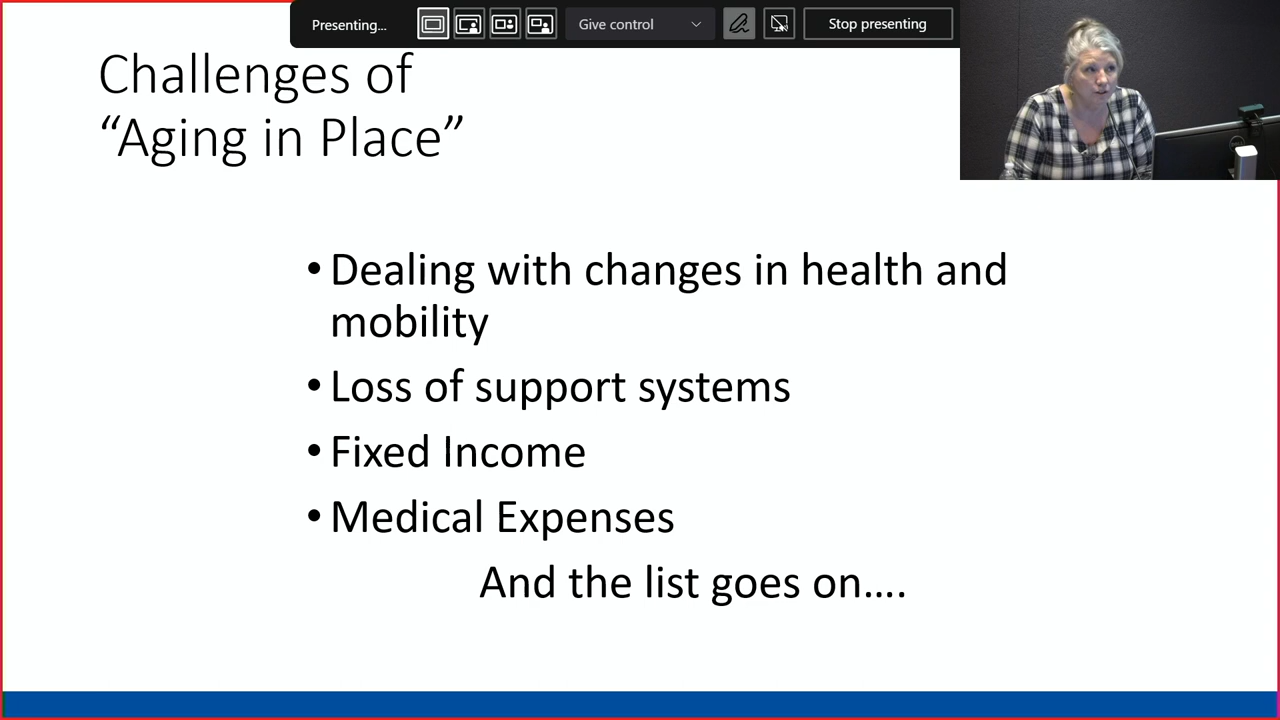 Presenting...
Give control
Stop presenting
Challenges of
“Aging in Place”
• Dealing with changes in health and
mobility
• Loss of support systems
• Fixed Income
• Medical Expenses
And the list goes on....